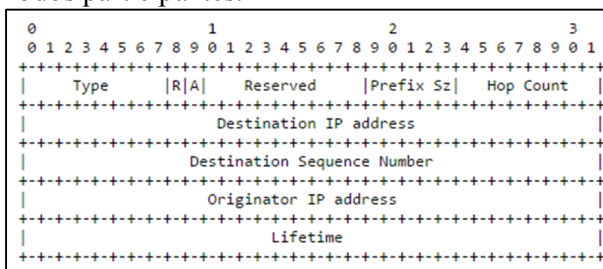 0                   1                   2                   3
0 1 2 3 4 5 6 7 8 9 0 1 2 3 4 5 6 7 8 9 0 1 2 3 4 5 6 7 8 9 0 1
+-+-+-+-+-+-+-+-+-+-+-+-+-+-+-+-+-+-+-+-+-+-+-+-+-+-+-+-+-+-+-+-+
|     Type      |R|A|    Reserved     |Prefix Sz|   Hop Count   |
+-+-+-+-+-+-+-+-+-+-+-+-+-+-+-+-+-+-+-+-+-+-+-+-+-+-+-+-+-+-+-+-+
|                     Destination IP address                    |
+-+-+-+-+-+-+-+-+-+-+-+-+-+-+-+-+-+-+-+-+-+-+-+-+-+-+-+-+-+-+-+-+
|                  Destination Sequence Number                  |
+-+-+-+-+-+-+-+-+-+-+-+-+-+-+-+-+-+-+-+-+-+-+-+-+-+-+-+-+-+-+-+-+
|                    Originator IP address                      |
+-+-+-+-+-+-+-+-+-+-+-+-+-+-+-+-+-+-+-+-+-+-+-+-+-+-+-+-+-+-+-+-+
|                           Lifetime                            |
+-+-+-+-+-+-+-+-+-+-+-+-+-+-+-+-+-+-+-+-+-+-+-+-+-+-+-+-+-+-+-+-+